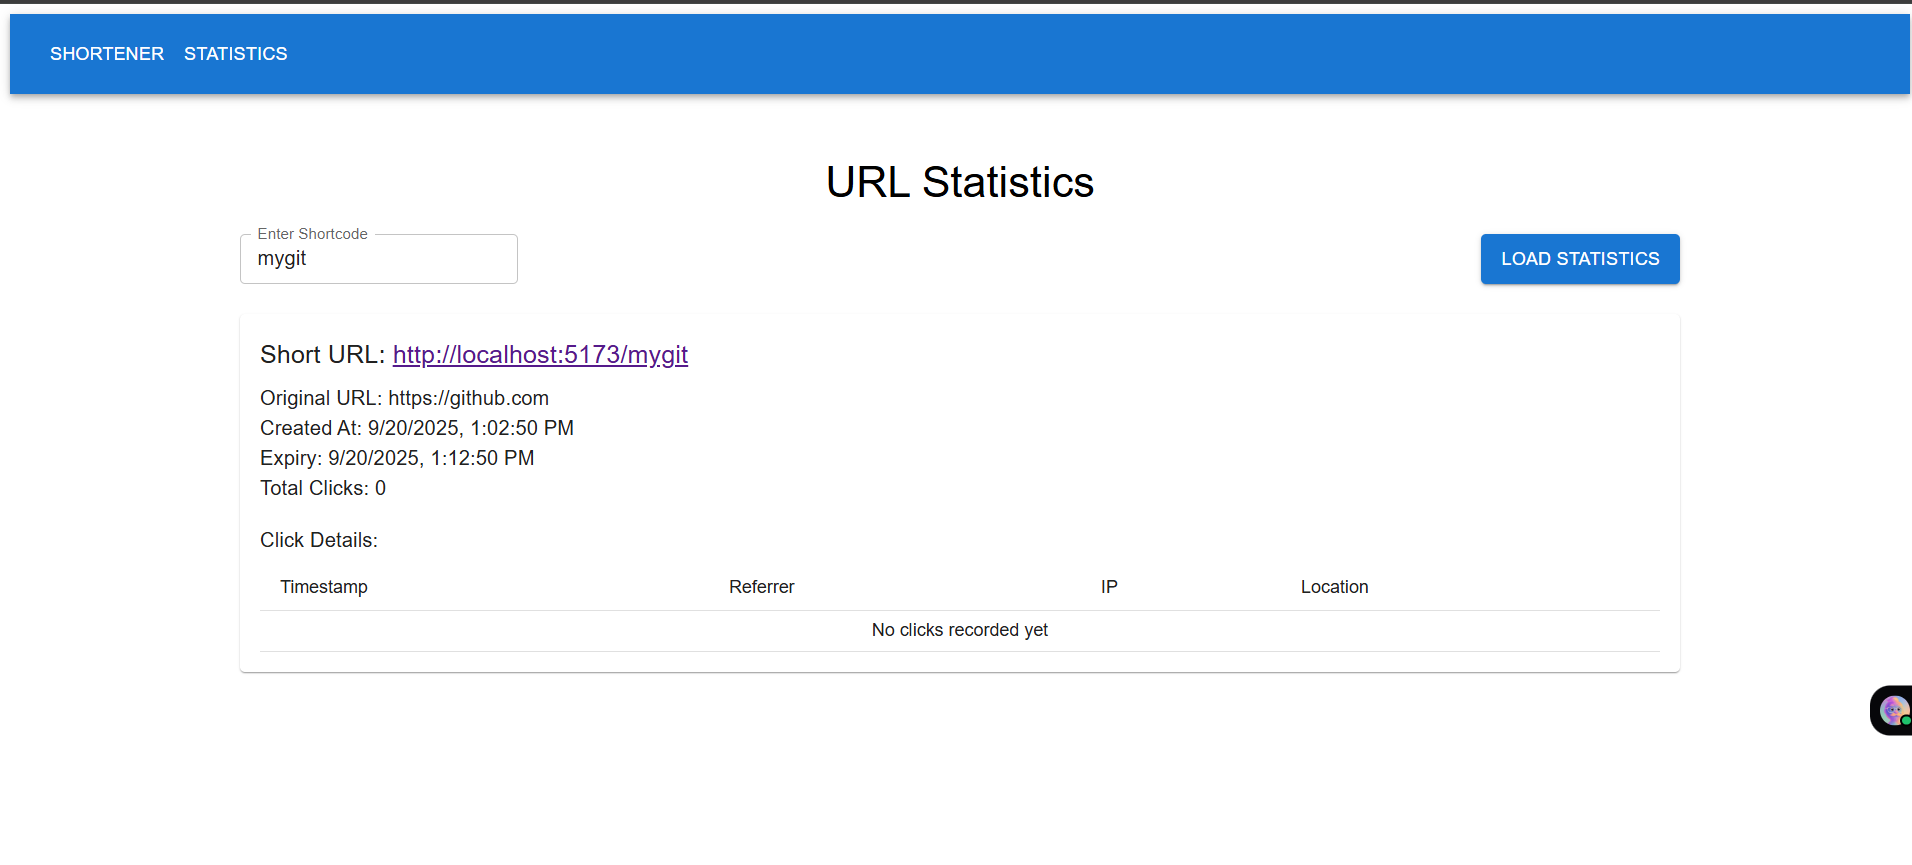 SHORTENER STATISTICS
URL Statistics
Enter Shortcode
mygit
LOAD STATISTICS
Short URL: http://localhost:5173/mygit
Original URL: https://github.com
Created At: 9/20/2025, 1:02:50 PM
Expiry: 9/20/2025, 1:12:50 PM
Total Clicks: 0
Click Details:
Timestamp Referrer IP Location
No clicks recorded yet